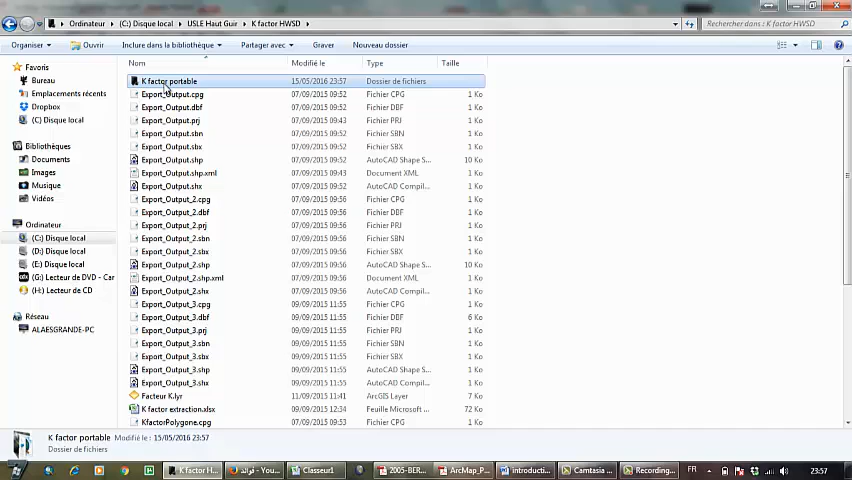 Ordinateur ▸ (C:) Disque local ▸ USLE Haut Guir ▸ K factor HWSD ▸
Rechercher dans : K factor HWSD
Organiser ▾ Ouvrir Inclure dans la bibliothèque ▾ Partager avec ▾ Graver Nouveau dossier
Nom Modifié le Type Taille
Favoris
Bureau
Emplacements récents
Dropbox
(C:) Disque local
Bibliothèques
Documents
Images
Musique
Vidéos
Ordinateur
(C:) Disque local
(D:) Disque local
(E:) Disque local
(G:) Lecteur de DVD - Car
(H:) Lecteur de CD
Réseau
ALAESGRANDE-PC
K factor portable 15/05/2016 23:57 Dossier de fichiers
Export_Output.cpg 07/09/2015 09:52 Fichier CPG 1 Ko
Export_Output.dbf 07/09/2015 09:52 Fichier DBF 1 Ko
Export_Output.prj 07/09/2015 09:43 Fichier PRJ 1 Ko
Export_Output.sbn 07/09/2015 09:52 Fichier SBN 1 Ko
Export_Output.sbx 07/09/2015 09:52 Fichier SBX 1 Ko
Export_Output.shp 07/09/2015 09:52 AutoCAD Shape S... 10 Ko
Export_Output.shp.xml 07/09/2015 09:43 Document XML 1 Ko
Export_Output.shx 07/09/2015 09:52 AutoCAD Compil... 1 Ko
Export_Output_2.cpg 07/09/2015 09:56 Fichier CPG 1 Ko
Export_Output_2.dbf 07/09/2015 09:56 Fichier DBF 1 Ko
Export_Output_2.prj 07/09/2015 09:56 Fichier PRJ 1 Ko
Export_Output_2.sbn 07/09/2015 09:56 Fichier SBN 1 Ko
Export_Output_2.sbx 07/09/2015 09:56 Fichier SBX 1 Ko
Export_Output_2.shp 07/09/2015 09:56 AutoCAD Shape S... 10 Ko
Export_Output_2.shp.xml 07/09/2015 09:56 Document XML 1 Ko
Export_Output_2.shx 07/09/2015 09:56 AutoCAD Compil... 1 Ko
Export_Output_3.cpg 09/09/2015 11:55 Fichier CPG 1 Ko
Export_Output_3.dbf 09/09/2015 11:55 Fichier DBF 6 Ko
Export_Output_3.prj 09/09/2015 11:55 Fichier PRJ 1 Ko
Export_Output_3.sbn 09/09/2015 11:55 Fichier SBN 1 Ko
Export_Output_3.sbx 09/09/2015 11:55 Fichier SBX 1 Ko
Export_Output_3.shp 09/09/2015 11:55 AutoCAD Shape S... 1 Ko
Export_Output_3.shx 09/09/2015 11:55 AutoCAD Compil... 1 Ko
Facteur K.lyr 11/09/2015 11:41 ArcGIS Layer 7 Ko
K factor extraction.xlsx 09/09/2015 12:34 Feuille Microsoft ... 72 Ko
KfactorPolygone.cpg 07/09/2015 09:53 Fichier CPG 1 Ko
K factor portable Modifié le : 15/05/2016 23:57
Dossier de fichiers
K factor H... فوائد - You... Classeur1 2005-BER... ArcMap_P... introducti... Camtasia ... Recording... FR 23:57